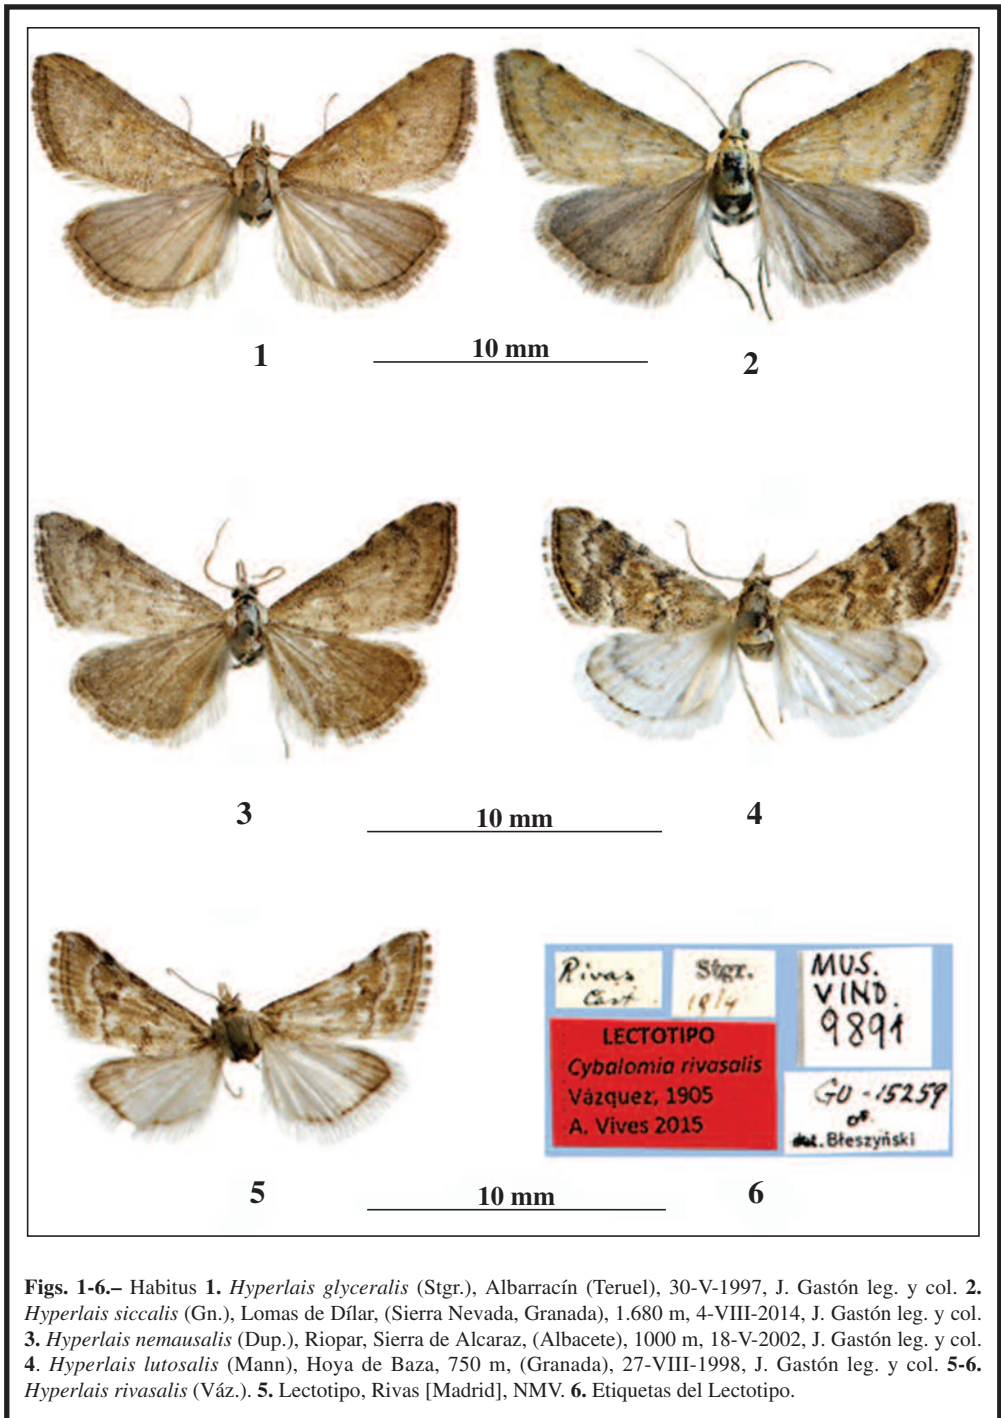 1
10 mm
2
3
10 mm
4
Rivas
Cast.
Stgr.
MUS.
VIND.
9891
LECTOTIPO
Cybalomia rivasalis
Vázquez, 1905
A. Vives 2015
GU-15259
♂
det. Błeszyński
5
10 mm
6
Figs. 1-6.– Habitus 1. Hyperlais glyceralis (Stgr.), Albarracín (Teruel), 30-V-1997, J. Gastón leg. y col. 2.
Hyperlais siccalis (Gn.), Lomas de Dílar, (Sierra Nevada, Granada), 1.680 m, 4-VIII-2014, J. Gastón leg. y col.
3. Hyperlais nemausalis (Dup.), Riopar, Sierra de Alcaraz, (Albacete), 1000 m, 18-V-2002, J. Gastón leg. y col.
4. Hyperlais lutosalis (Mann), Hoya de Baza, 750 m, (Granada), 27-VIII-1998, J. Gastón leg. y col. 5-6.
Hyperlais rivasalis (Váz.). 5. Lectotipo, Rivas [Madrid], NMV. 6. Etiquetas del Lectotipo.